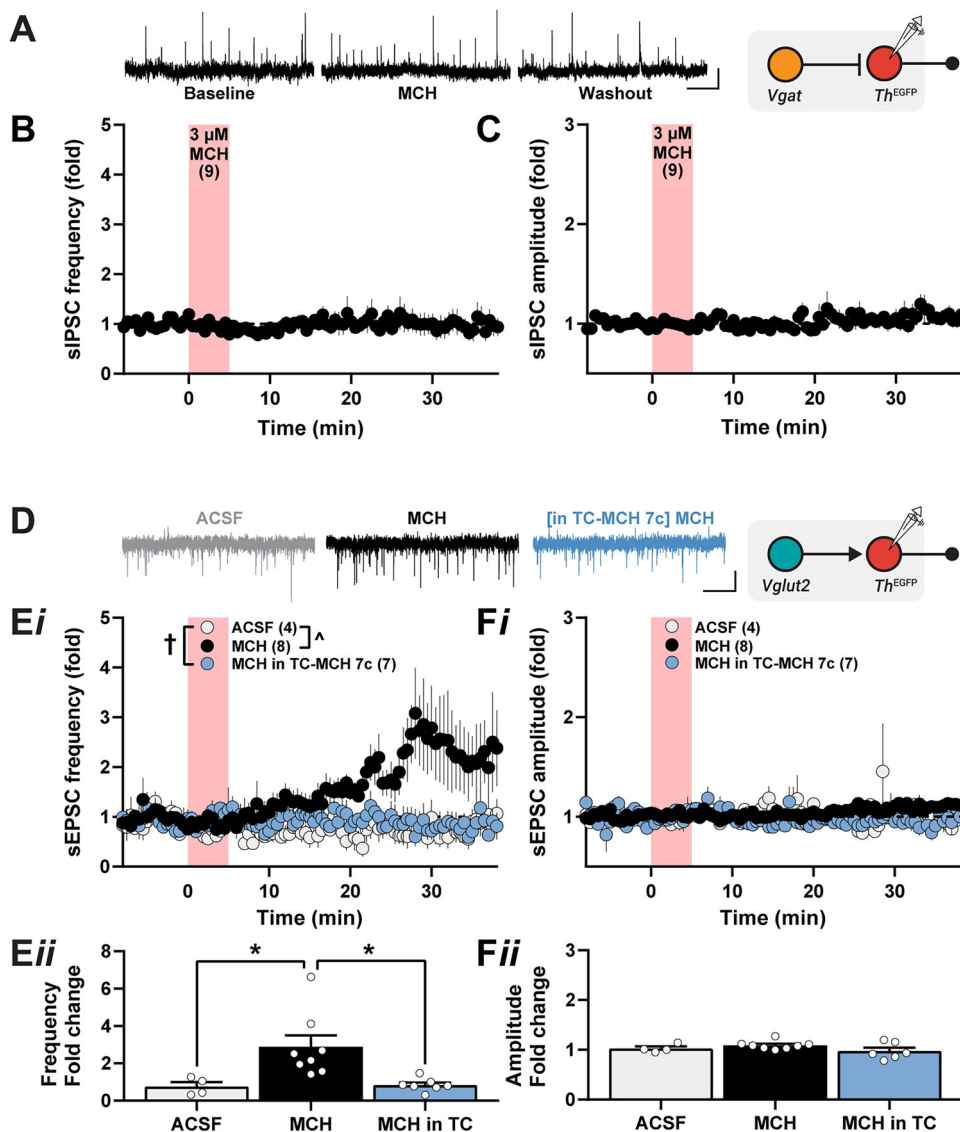 A
Baseline
MCH
Washout
Vgat
Th^EGFP
B
sIPSC frequency (fold)
5
4
3
2
1
0
3 µM
MCH
(9)
0
10
20
30
Time (min)
C
sIPSC amplitude (fold)
3
2
1
3 µM
MCH
(9)
0
10
20
30
Time (min)
D
ACSF
MCH
[in TC-MCH 7c] MCH
Vglut2
Th^EGFP
Ei
sEPSC frequency (fold)
5
4
3
2
1
0
†
ACSF (4)
MCH (8)
^
MCH in TC-MCH 7c (7)
0
10
20
30
Time (min)
Fi
sEPSC amplitude (fold)
3
2
1
ACSF (4)
MCH (8)
MCH in TC-MCH 7c (7)
0
10
20
30
Time (min)
Eii
Frequency
Fold change
8
6
4
2
0
*
*
ACSF
MCH
MCH in TC
Fii
Amplitude
Fold change
3
2
1
0
ACSF
MCH
MCH in TC